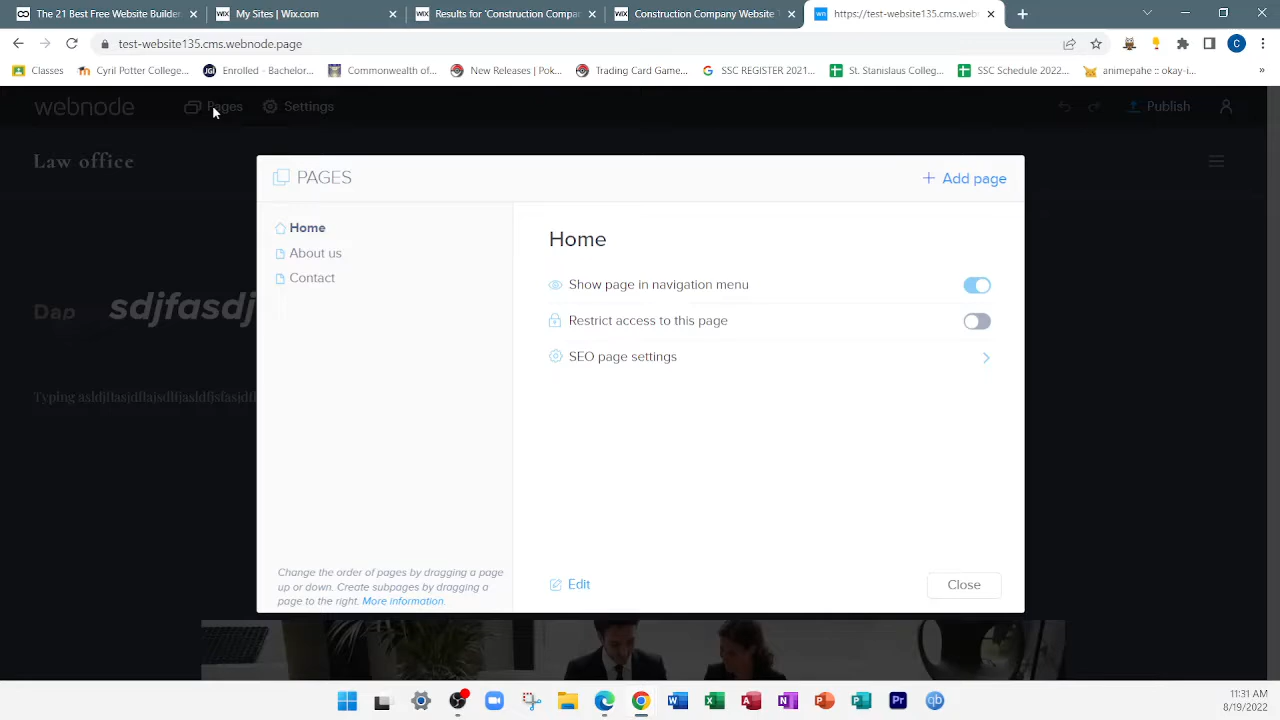 The 22 Best Website Builder
My Sites | Wix.com
Results for 'Construction Compan
Construction Company Website T
https://test-website135.cms.webn
test-website135.cms.webnode.page
C
Classes
Cyril Potter College...
Enrolled - Bachelor...
Commonwealth of...
New Releases | Pok...
Trading Card Game...
SSC REGISTER 2021...
St. Stanislaus Colleg...
SSC Schedule 2022...
animepahe :: okay-i...
»
webnode
Pages
Settings
Publish
Law office
PAGES
+ Add page
Home
About us
Contact
Home
Show page in navigation menu
Restrict access to this page
SEO page settings
sdjfasdj
Change the order of pages by dragging a page
up or down. Create subpages by dragging a
page to the right. More information.
Edit
Close
11:31 AM
8/19/2022